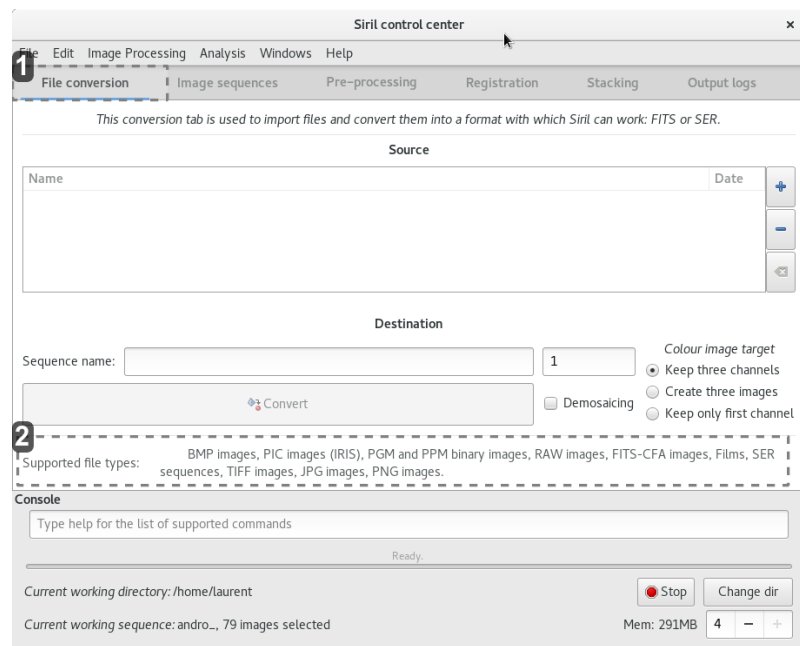 Siril control center ×
File Edit Image Processing Analysis Windows Help
1
File conversion Image sequences Pre-processing Registration Stacking Output logs
This conversion tab is used to import files and convert them into a format with which Siril can work: FITS or SER.
Source
Name Date
Destination
Colour image target
Sequence name: 1
Keep three channels
Create three images
Convert Demosaicing
Keep only first channel
2
Supported file types: BMP images, PIC images (IRIS), PGM and PPM binary images, RAW images, FITS-CFA images, Films, SER
sequences, TIFF images, JPG images, PNG images.
Console
Type help for the list of supported commands
Ready.
Current working directory: /home/laurent Stop Change dir
Current working sequence: andro_, 79 images selected Mem: 291MB 4 − +